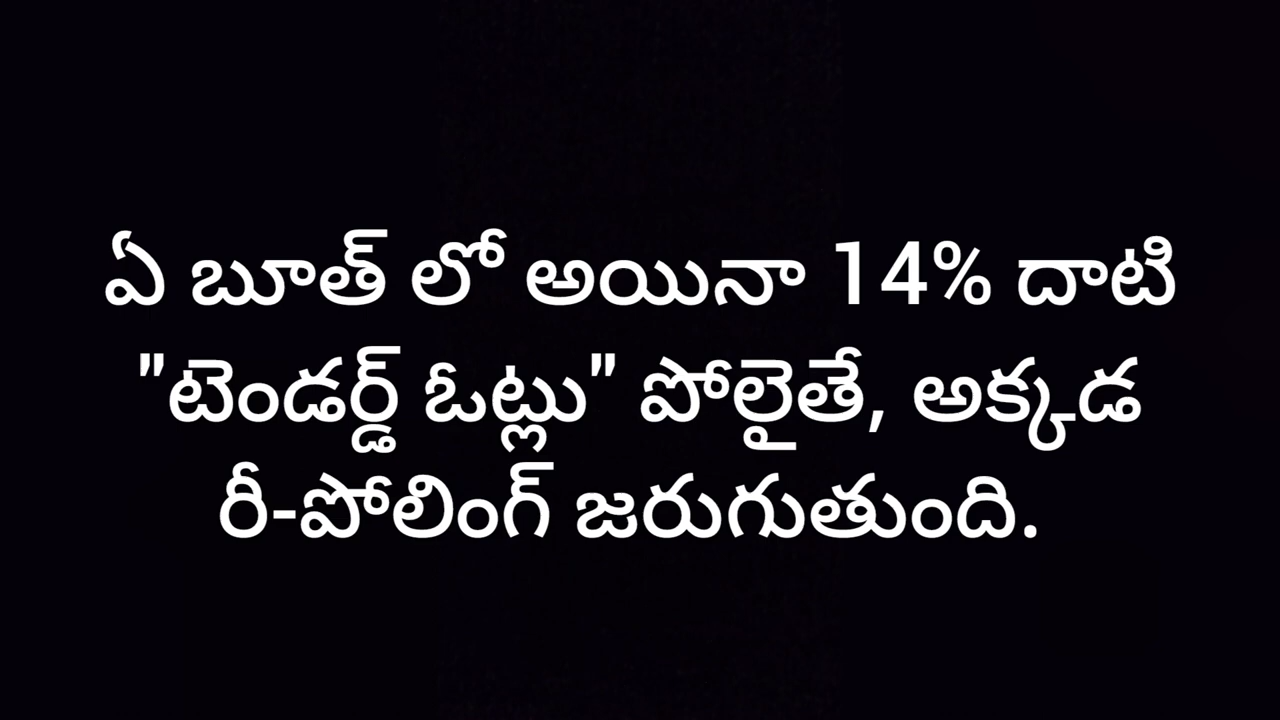 ఏ బూత్ లో అయినా 14% దాటి
"టెండర్డ్ ఓట్లు" పోలైతే, అక్కడ
రీ-పోలింగ్ జరుగుతుంది.